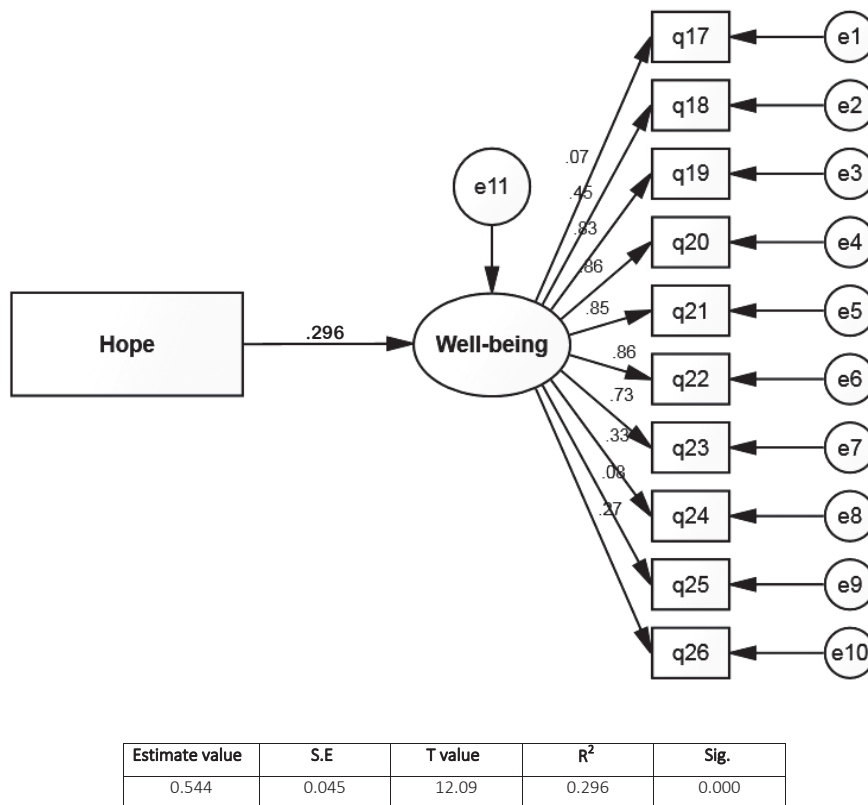 q17
e1
q18
e2
.07
q19
e3
e11
.45
.83
q20
e4
.86
.85
q21
e5
Hope
.296
Well-being
.86
q22
e6
.73
.33
q23
e7
.08
.27
q24
e8
q25
e9
q26
e10
Estimate value S.E T value R² Sig.
0.544 0.045 12.09 0.296 0.000